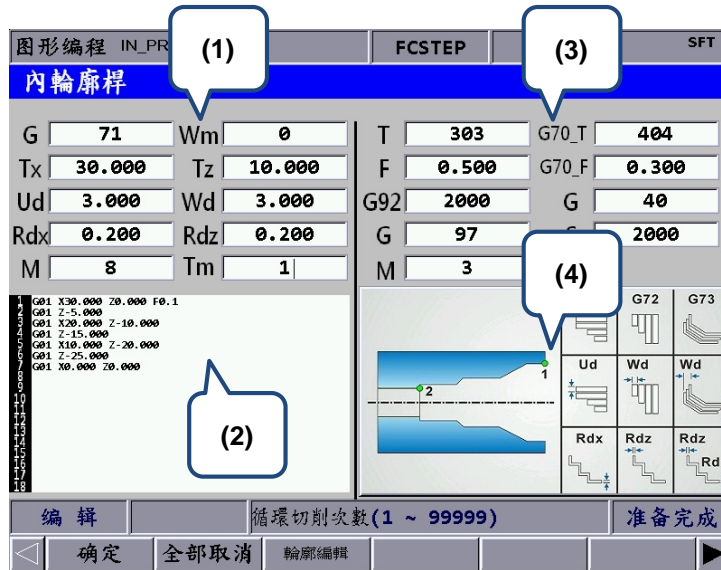 图形编程 IN_PR
(1)
FCSTEP
(3)
SFT
內輪廓桿
G 71 Wm 0 T 303 G70_T 404
Tx 30.000 Tz 10.000 F 0.500 G70_F 0.300
Ud 3.000 Wd 3.000 G92 2000 G 40
Rdx 0.200 Rdz 0.200 G 97 2000
M 8 Tm 1 M 3
(4)
1 G01 X30.000 Z0.000 F0.1
2 G01 Z-5.000
3 G01 X20.000 Z-10.000
4 G01 Z-15.000
5 G01 X10.000 Z-20.000
6 G01 Z-25.000
7 G01 X0.000 Z0.000
8
9
10
11
12
13
14
15
16
17
18
(2)
1
2
G72 G73
Ud Wd Wd
Rdx Rdz Rdz
Rd
编 辑 循環切削次數(1 ~ 99999) 准备完成
确定 全部取消 輪廓編輯